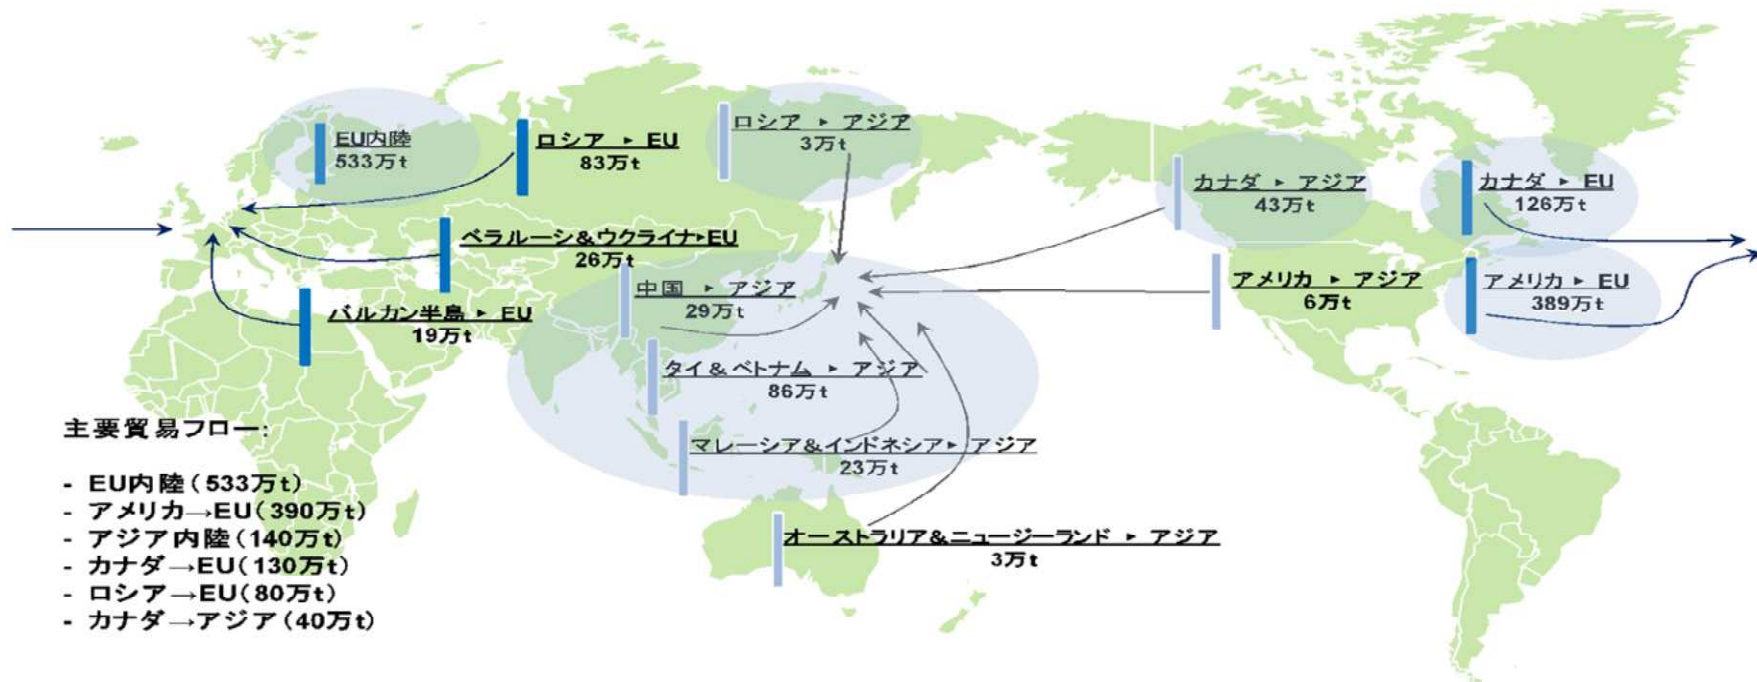 EU内陸
533万t
ロシア ► EU
83万t
ロシア ► アジア
3万t
カナダ ► アジア
43万t
カナダ ► EU
126万t
ベラルーシ&ウクライナ►EU
26万t
中国 ► アジア
29万t
アメリカ ► アジア
6万t
アメリカ ► EU
389万t
バルカン半島 ► EU
19万t
タイ&ベトナム ► アジア
86万t
マレーシア&インドネシア► アジア
23万t
オーストラリア&ニュージーランド ► アジア
3万t
主要貿易フロー:
- EU内陸(533万t)
- アメリカ→EU(390万t)
- アジア内陸(140万t)
- カナダ→EU(130万t)
- ロシア→EU(80万t)
- カナダ→アジア(40万t)